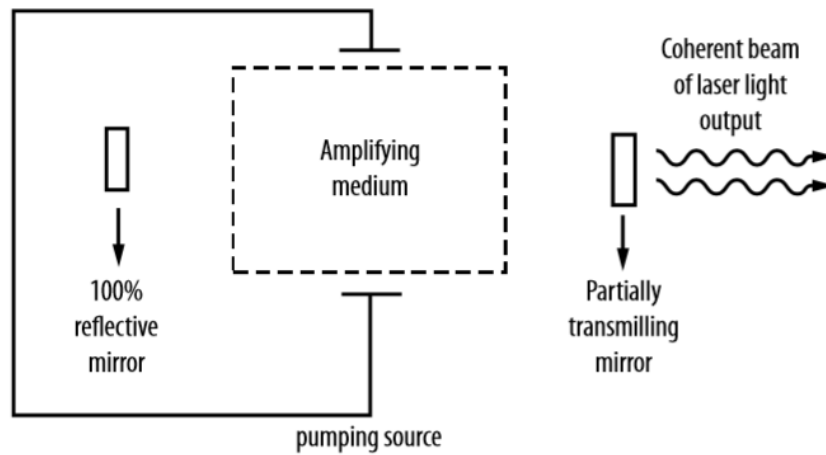 Coherent beam
of laser light
output
Amplifying
medium
100%
reflective
mirror
Partially
transmilling
mirror
pumping source